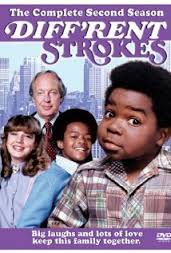 The Complete Second Season
DIFF'RENT
STROKES
Big laughs and lots of love
keep this family together.
DVD